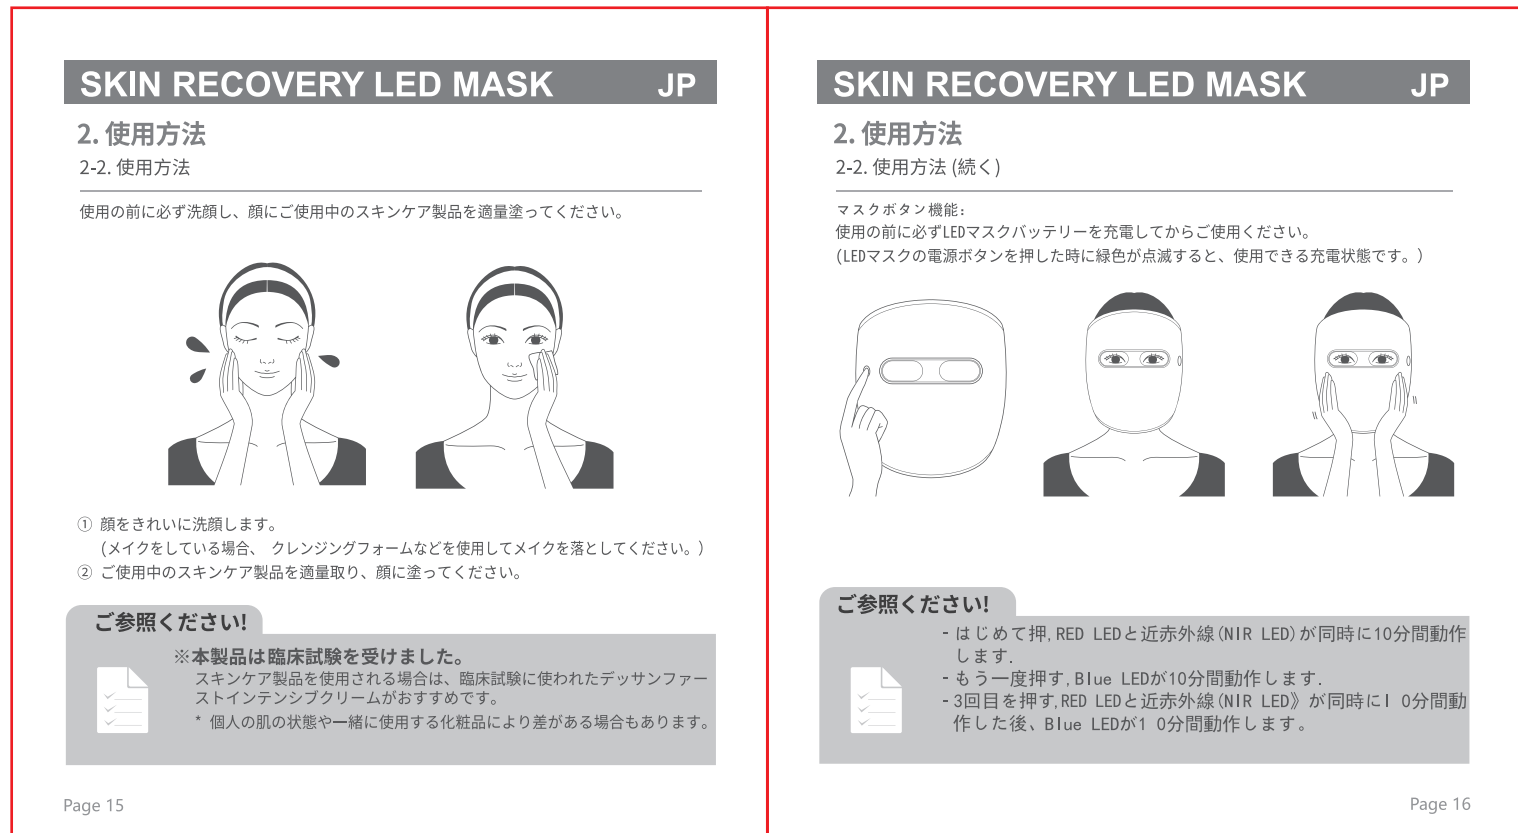 SKIN RECOVERY LED MASK JP
2. 使用方法
2-2. 使用方法
使用の前に必ず洗顔し、顔にご使用中のスキンケア製品を適量塗ってください。
① 顔をきれいに洗顔します。
(メイクをしている場合、 クレンジングフォームなどを使用してメイクを落としてください。)
② ご使用中のスキンケア製品を適量取り、顔に塗ってください。
ご参照ください!
※本製品は臨床試験を受けました。
スキンケア製品を使用される場合は、臨床試験に使われたデッサンファー
ストインテンシブクリームがおすすめです。
* 個人の肌の状態や一緒に使用する化粧品により差がある場合もあります。
Page 15
SKIN RECOVERY LED MASK JP
2. 使用方法
2-2. 使用方法 (続く)
マスクボタン機能:
使用の前に必ずLEDマスクバッテリーを充電してからご使用ください。
(LEDマスクの電源ボタンを押した時に緑色が点滅すると、使用できる充電状態です。)
ご参照ください!
- はじめて押, RED LEDと近赤外線(NIR LED)が同時に10分間動作
します.
- もう一度押す, Blue LEDが10分間動作します.
- 3回目を押す, RED LEDと近赤外線(NIR LED》が同時にI 0分間動
作した後、Blue LEDが1 0分間動作します。
Page 16